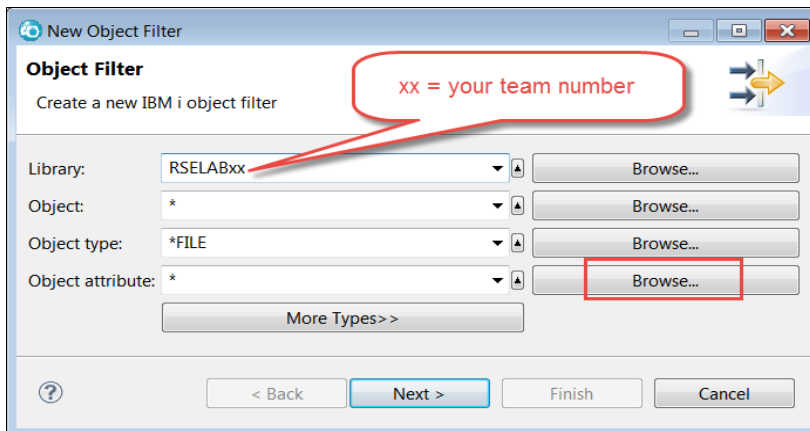 New Object Filter
Object Filter
Create a new IBM i object filter
xx = your team number
Library: RSELABxx Browse...
Object: * Browse...
Object type: *FILE Browse...
Object attribute: * Browse...
More Types>>
? < Back Next > Finish Cancel